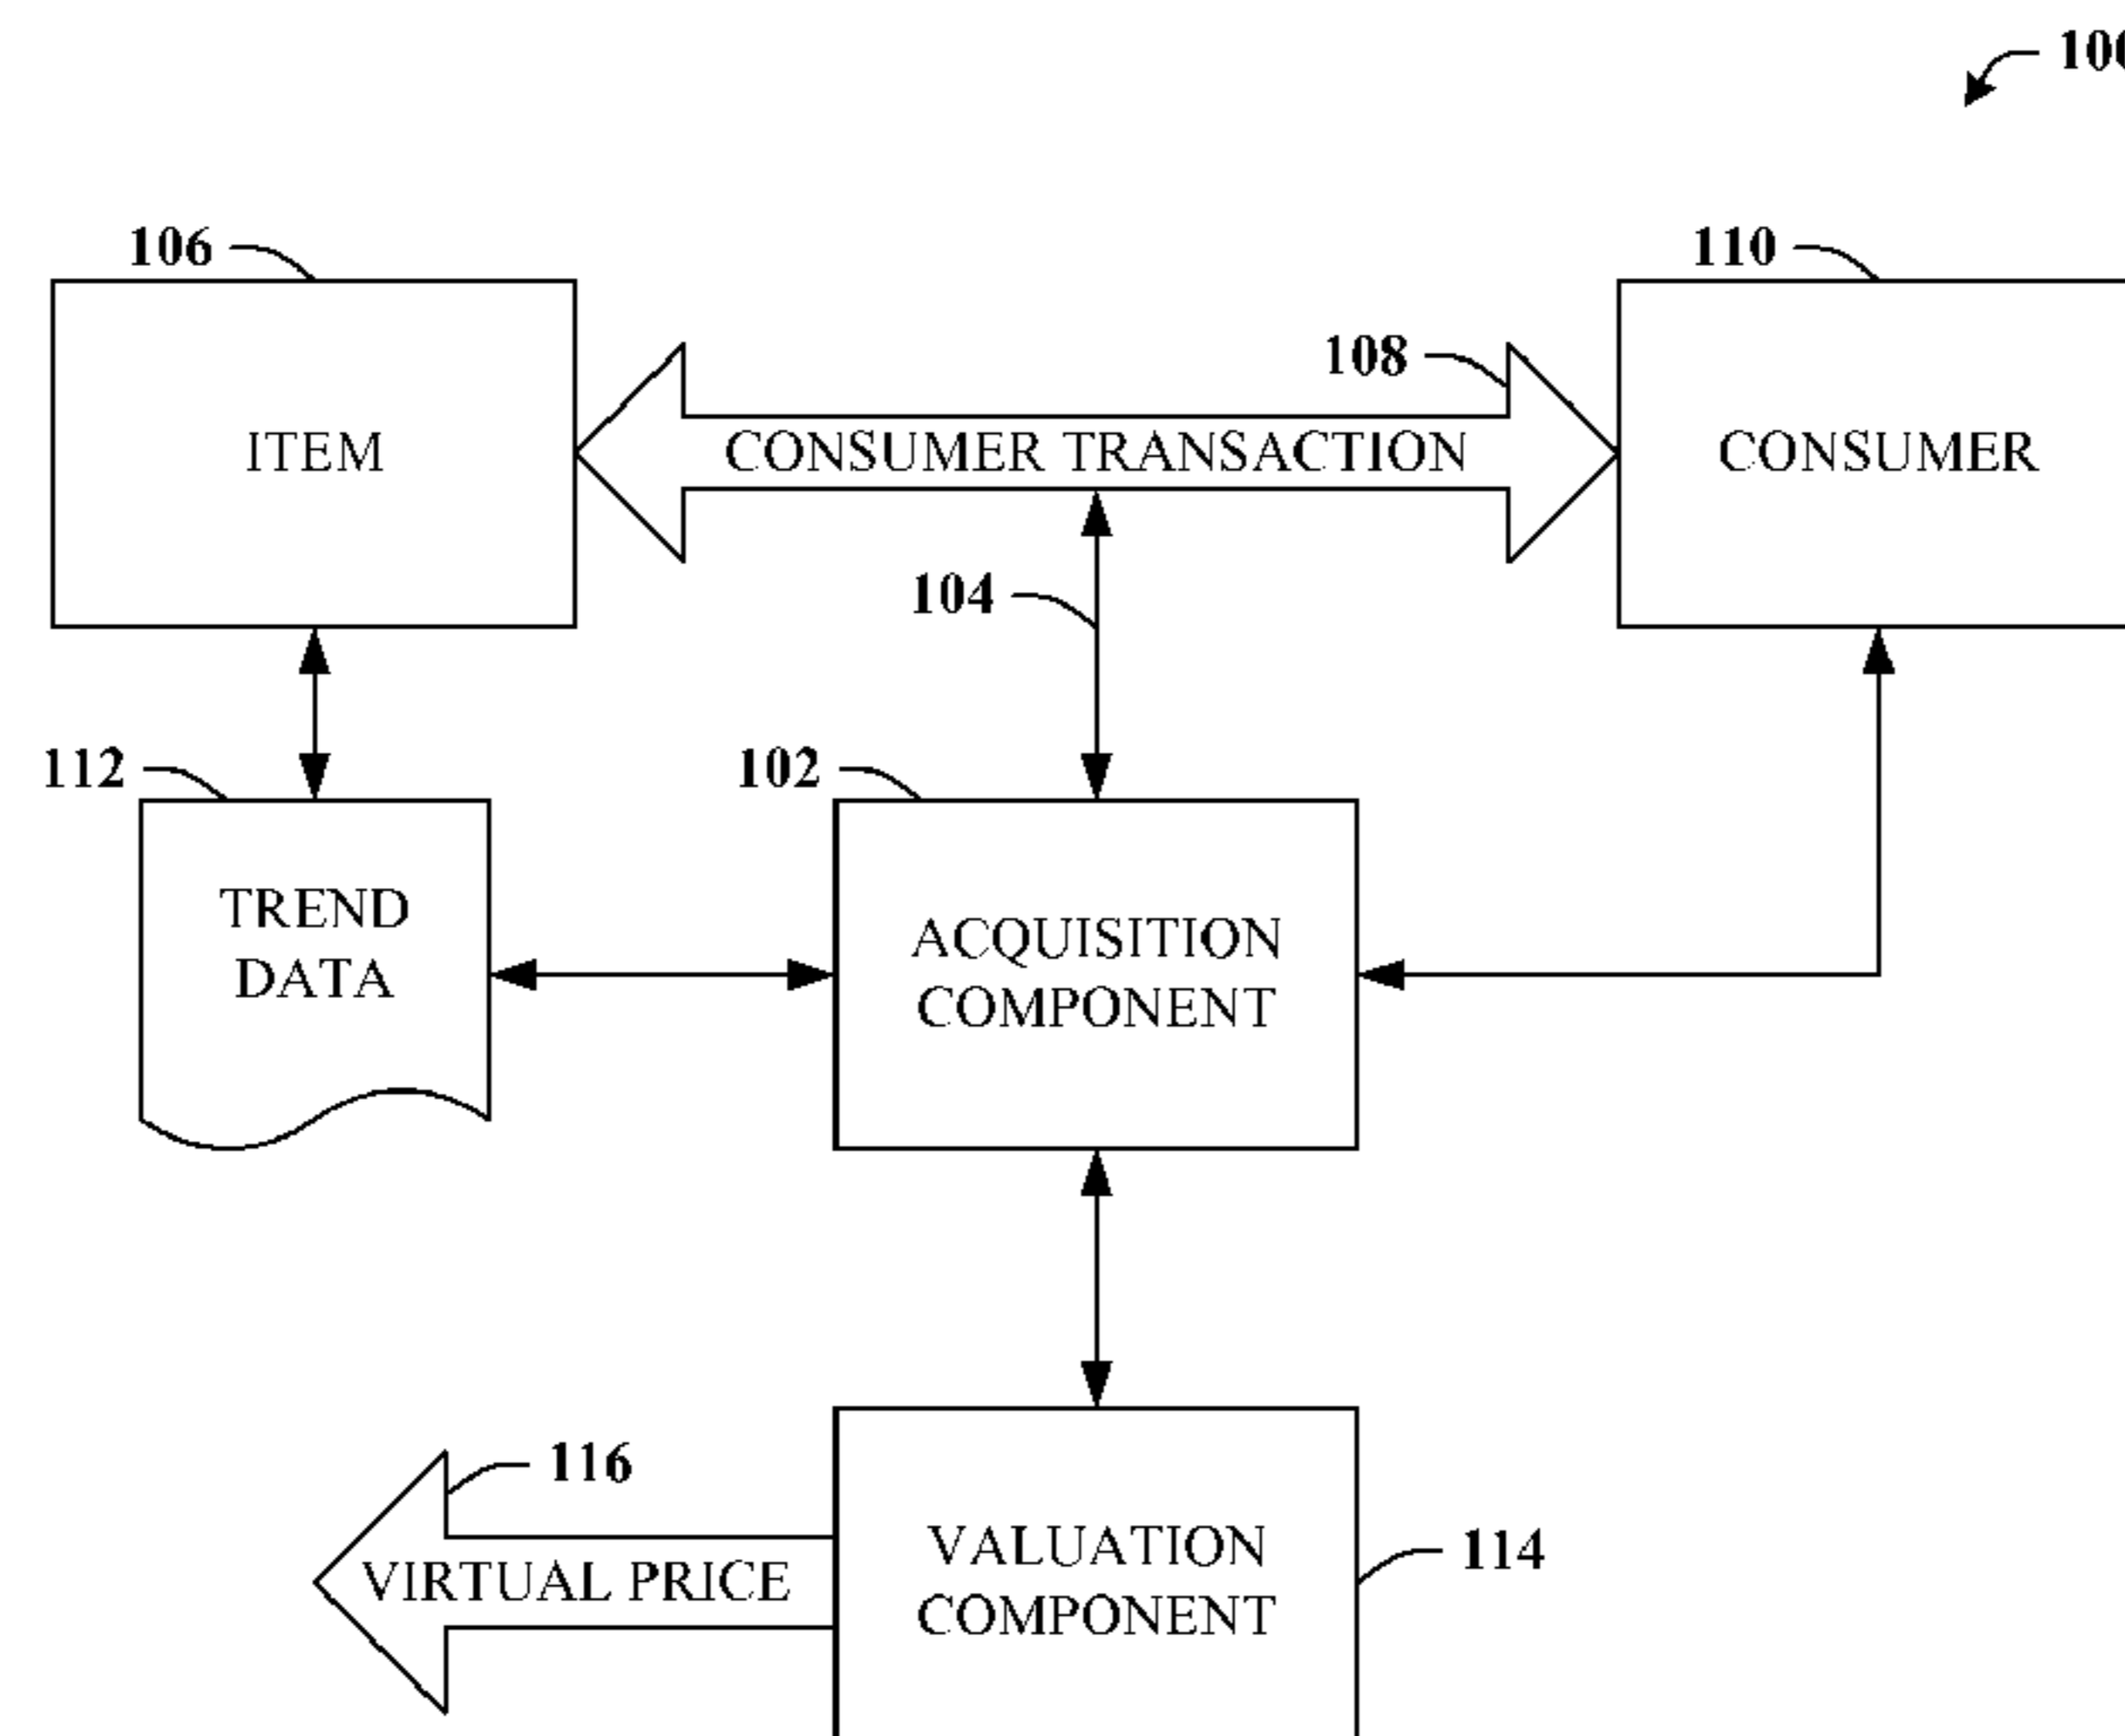 100
106
110
108
ITEM
CONSUMER TRANSACTION
CONSUMER
104
112
102
TREND
DATA
ACQUISITION
COMPONENT
116
VIRTUAL PRICE
VALUATION
COMPONENT
114